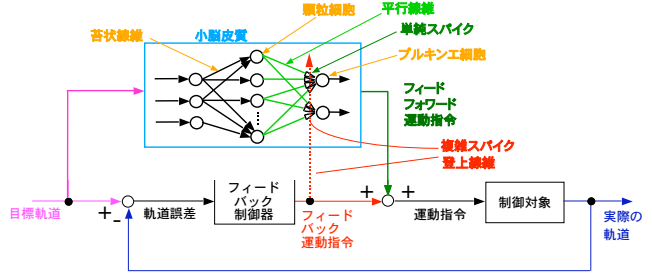 顆粒細胞
平行線維
苔状線維
小脳皮質
単純スパイク
プルキンエ細胞
フィード
フォワード
運動指令
複雑スパイク
登上線維
目標軌道
+
-
軌道誤差
フィード
バック
制御器
フィード
バック
運動指令
+
+
運動指令
制御対象
実際の
軌道